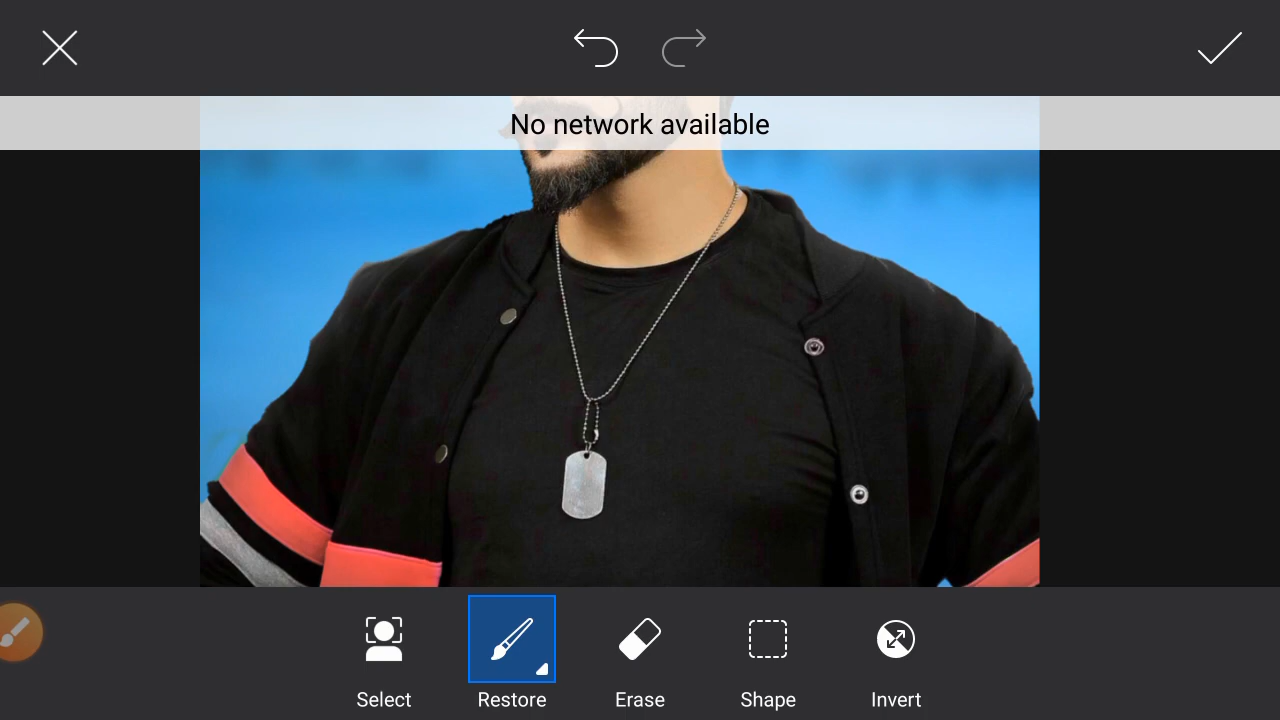 No network available
Select
Restore
Erase
Shape
Invert